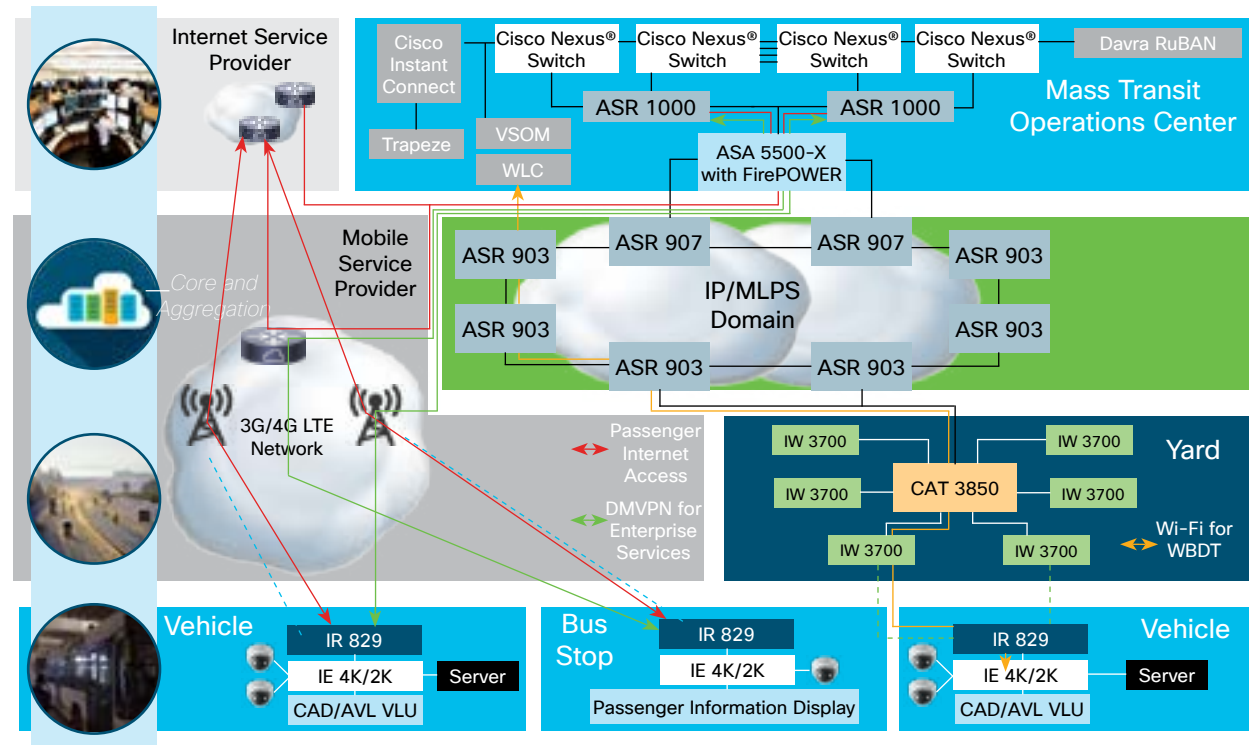 Internet Service
Provider
Cisco
Instant
Connect
Trapeze
VSOM
WLC
Cisco Nexus®
Switch
Cisco Nexus®
Switch
Cisco Nexus®
Switch
Cisco Nexus®
Switch
Davra RuBAN
ASR 1000
ASR 1000
Mass Transit
Operations Center
ASA 5500-X
with FirePOWER
Mobile
Service
Provider
Core and
Aggregation
3G/4G LTE
Network
Passenger
Internet
Access
DMVPN for
Enterprise
Services
ASR 903
ASR 907
ASR 907
ASR 903
IP/MLPS
Domain
ASR 903
ASR 903
ASR 903
ASR 903
IW 3700
IW 3700
Yard
IW 3700
CAT 3850
IW 3700
IW 3700
IW 3700
Wi-Fi for
WBDT
Vehicle
IR 829
IE 4K/2K
Server
CAD/AVL VLU
Bus
Stop
IR 829
IE 4K/2K
Passenger Information Display
IR 829
Vehicle
IE 4K/2K
Server
CAD/AVL VLU